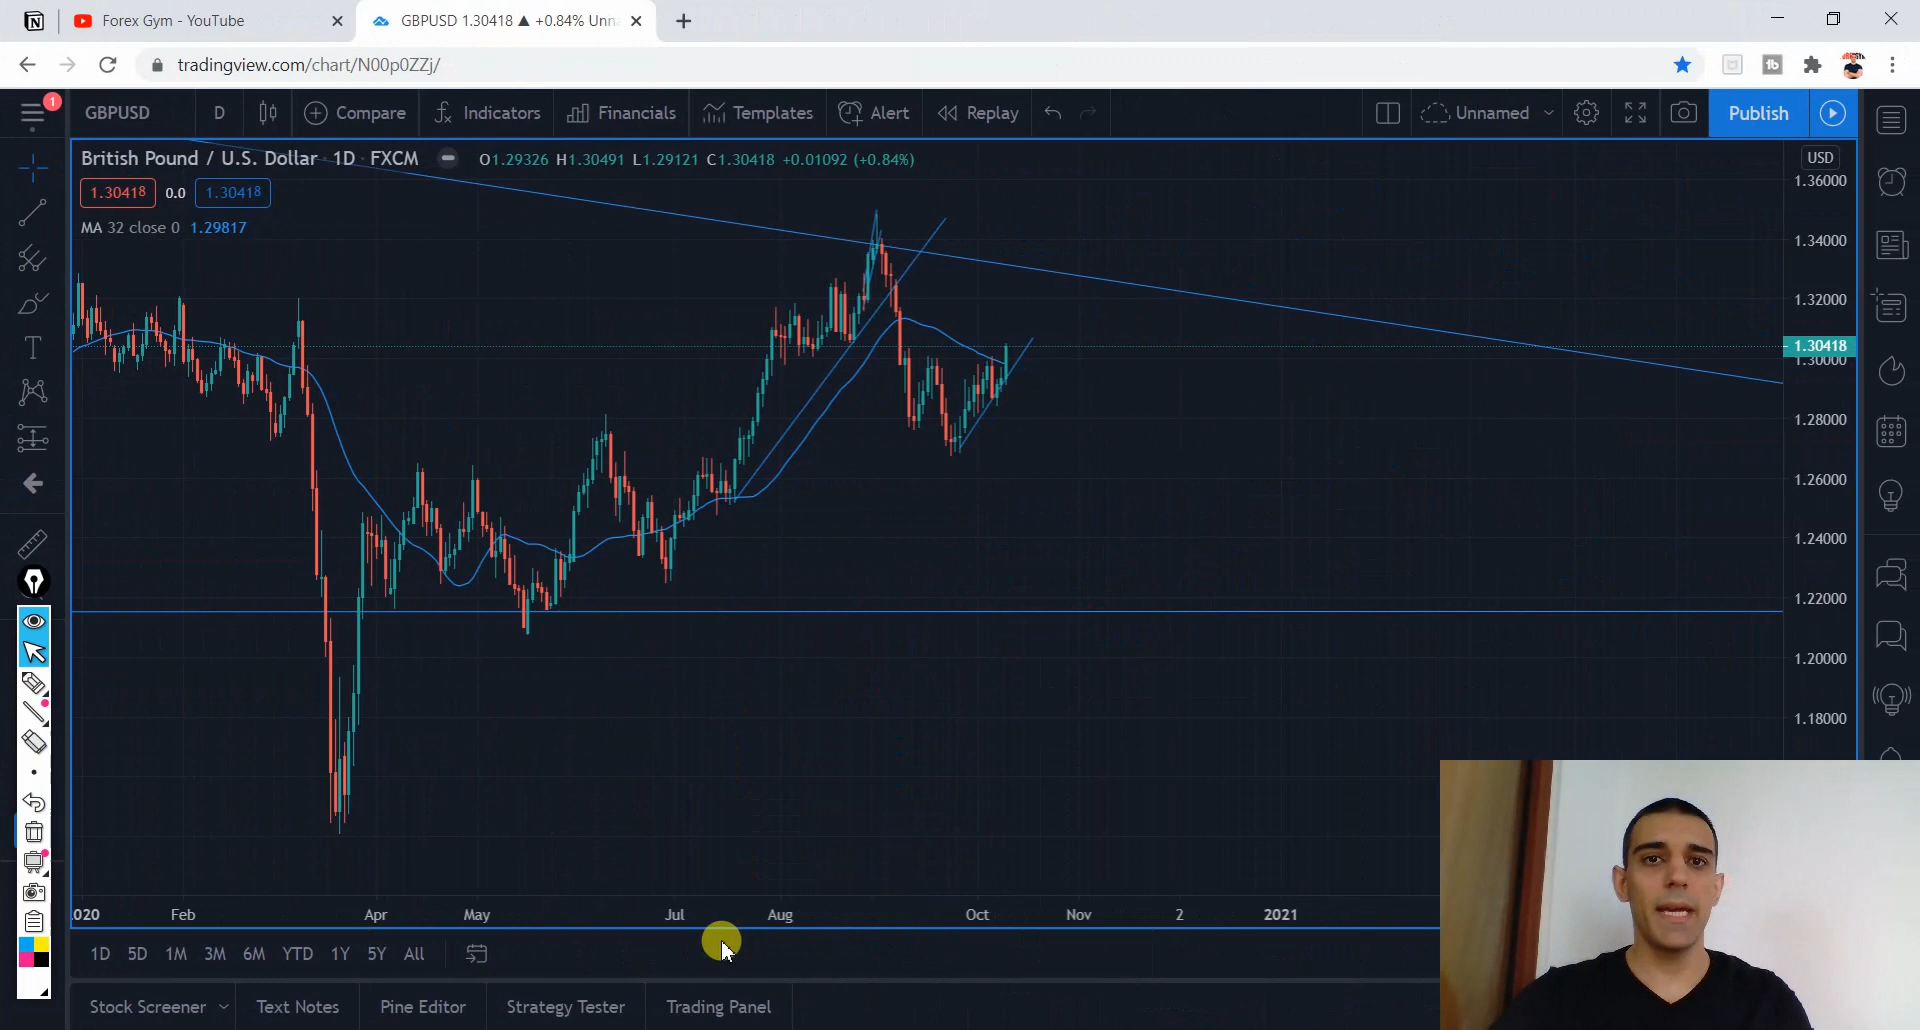 Forex Gym - YouTube
GBPUSD 1.30418 ▲ +0.84% Unn
tradingview.com/chart/N00p0ZZj/
1
GBPUSD D Compare Indicators Financials Templates Alert Replay Unnamed Publish
British Pound / U.S. Dollar 1D FXCM O1.29326 H1.30491 L1.29121 C1.30418 +0.01092 (+0.84%)
USD
1.30418 0.0 1.30418
MA 32 close 0 1.29817
1.36000
1.34000
1.32000
1.30418
1.30000
1.28000
1.26000
1.24000
1.22000
1.20000
1.18000
2020 Feb Apr May Jul Aug Oct Nov 2 2021
1D 5D 1M 3M 6M YTD 1Y 5Y All
Stock Screener Text Notes Pine Editor Strategy Tester Trading Panel